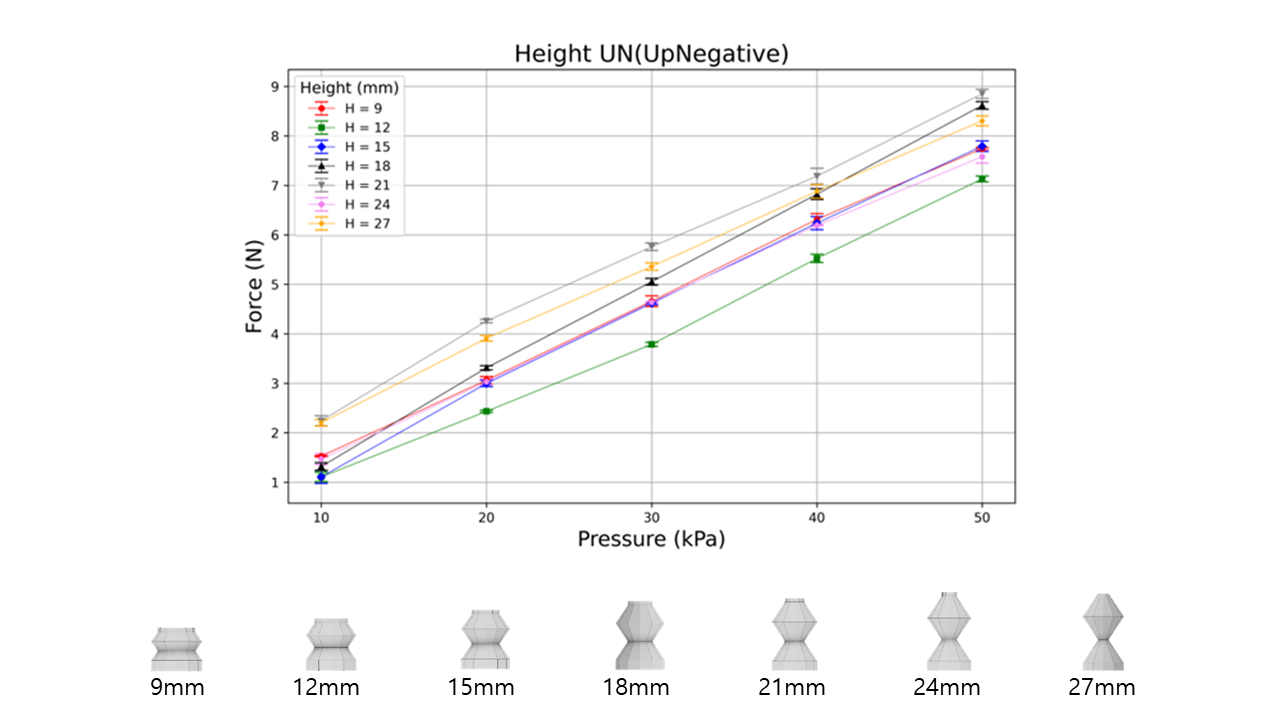 Height UN(UpNegative)
Height (mm)
H = 9
H = 12
H = 15
H = 18
H = 21
H = 24
H = 27
Force (N)
9
8
7
6
5
4
3
2
1
10 20 30 40 50
Pressure (kPa)
9mm 12mm 15mm 18mm 21mm 24mm 27mm